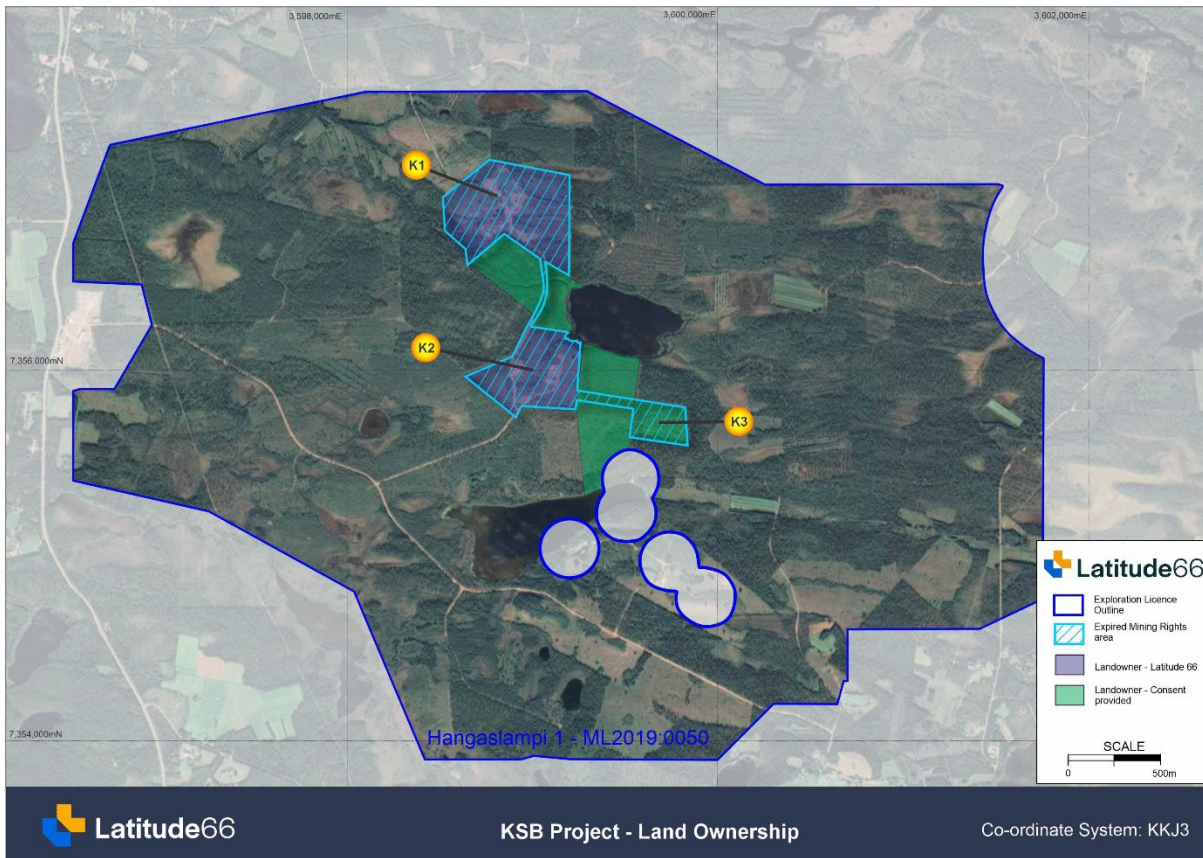 3,598,000mE
3,600,000mE
3,602,000mE
K1
K2
7,356,000mN
K3
Latitude66
Exploration Licence
Outline
Expired Mining Rights
area
Landowner - Latitude 66
Landowner - Consent
provided
SCALE
0 500m
7,354,000mN
Hangaslampi 1 - ML2019:0050
Latitude66
KSB Project - Land Ownership
Co-ordinate System: KKJ3